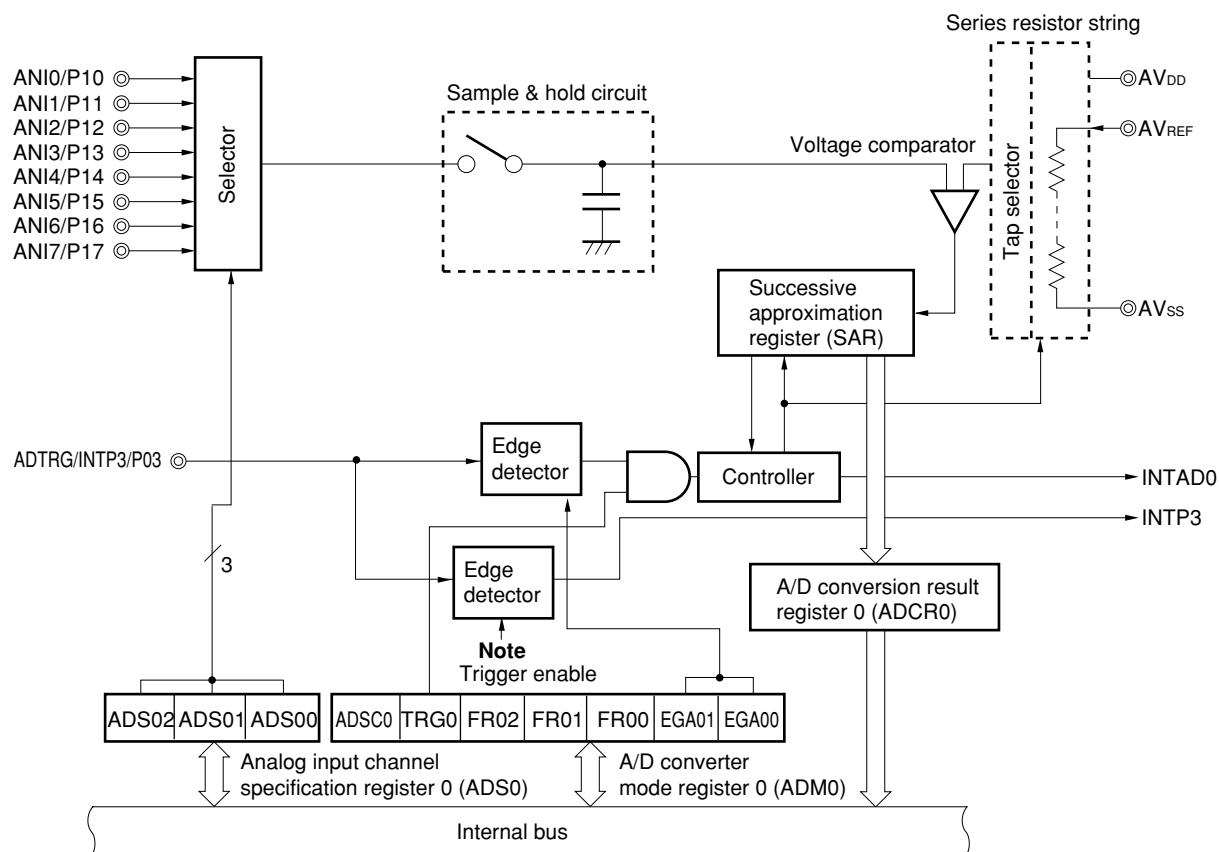 Series resistor string
ANI0/P10
ANI1/P11
ANI2/P12
ANI3/P13
ANI4/P14
ANI5/P15
ANI6/P16
ANI7/P17
Selector
Sample & hold circuit
Voltage comparator
Tap selector
AVDD
AVREF
AVSS
Successive
approximation
register (SAR)
ADTRG/INTP3/P03
Edge
detector
Controller
INTAD0
INTP3
3
Edge
detector
A/D conversion result
register 0 (ADCR0)
Note
Trigger enable
ADS02 ADS01 ADS00
ADSC0 TRG0 FR02 FR01 FR00 EGA01 EGA00
Analog input channel
specification register 0 (ADS0)
A/D converter
mode register 0 (ADM0)
Internal bus